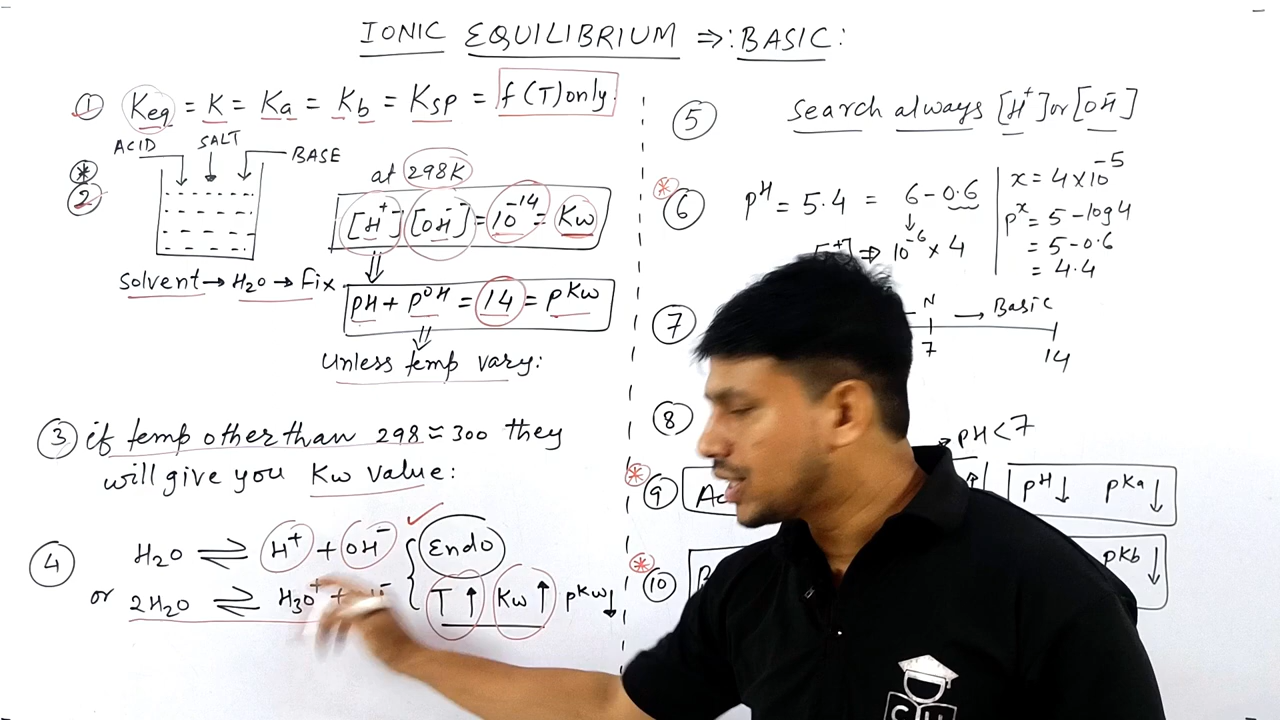 IONIC EQUILIBRIUM ⇒ : BASIC :
① Keq = K = Ka = Kb = Ksp = f(T) only.
ACID SALT BASE
② at 298K
[H⁺] [OH⁻] = 10⁻¹⁴ = Kw
Solvent → H₂O → Fix
pH + pOH = 14 = pKw
Unless temp vary:
③ if temp other than 298 ≈ 300 they
will give you Kw value:
④ H₂O ⇌ H⁺ + OH⁻ { Endo
or 2H₂O ⇌ H₃O⁺ + T ↑ Kw ↑ pKw ↓
⑤ Search always [H⁺] or [OH⁻]
⑥ pH = 5.4 = 6 - 0.6
⇒ 10⁻⁶ × 4
x = 4 × 10⁻⁵
pˣ = 5 - log 4
= 5 - 0.6
= 4.4
⑦ N → Basic
7 14
⑧ → pH < 7
⑨ ↑ pH ↓ pKa ↓
⑩ pKb ↓